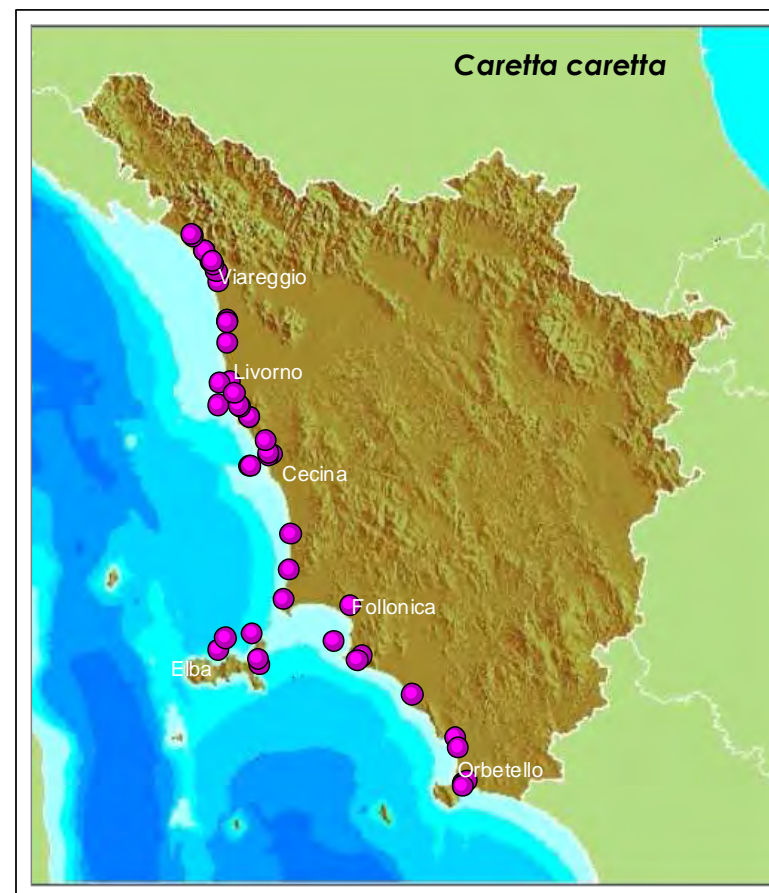 Caretta caretta
Viareggio
Livorno
Cecina
Follonica
Elba
Orbetello